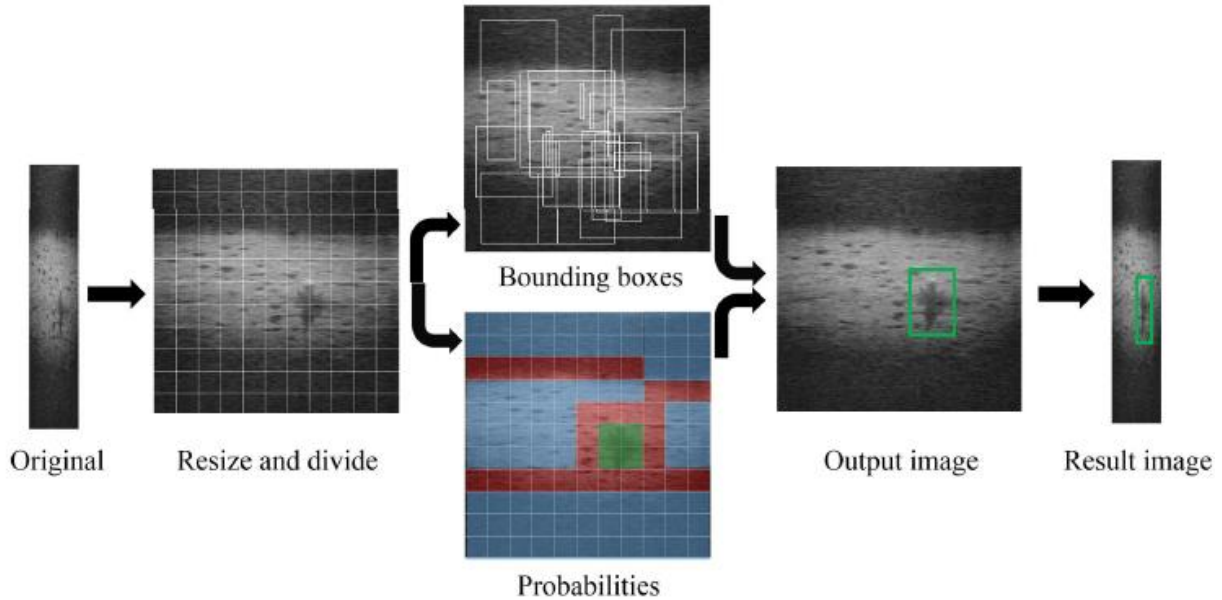 Original
Resize and divide
Bounding boxes
Probabilities
Output image
Result image